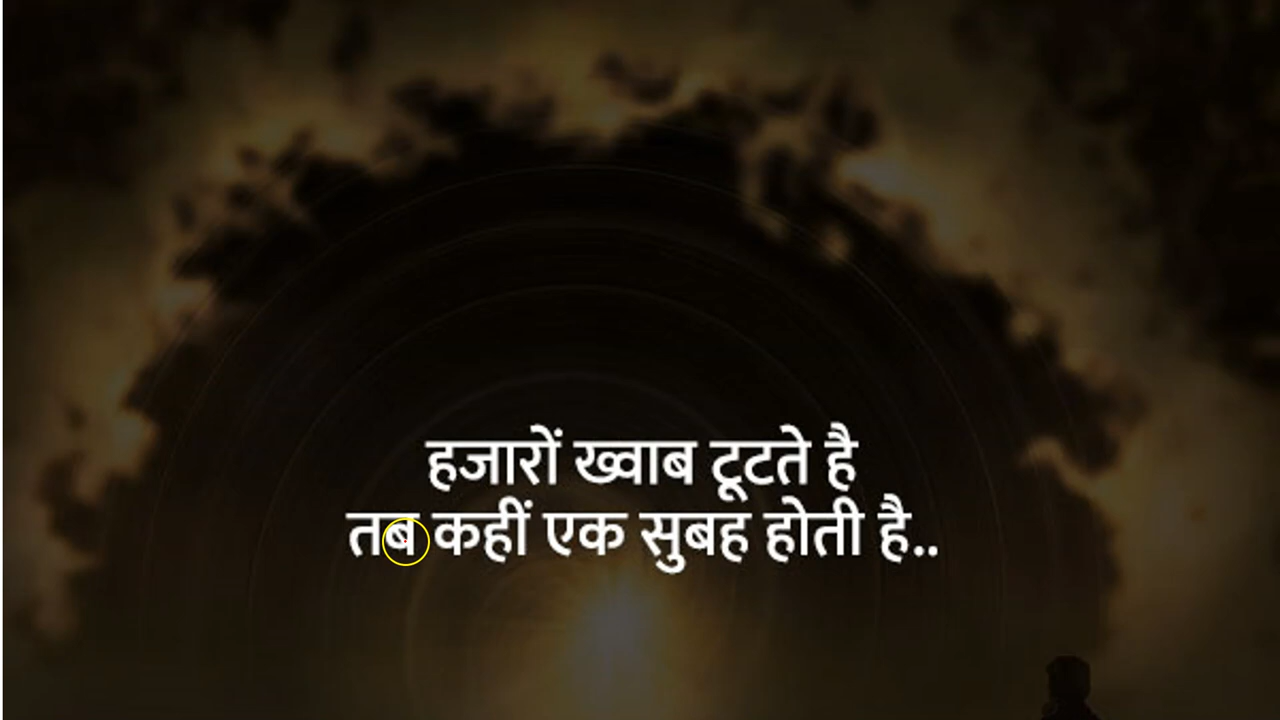 हजारों ख्वाब टूटते है
तब कहीं एक सुबह होती है..